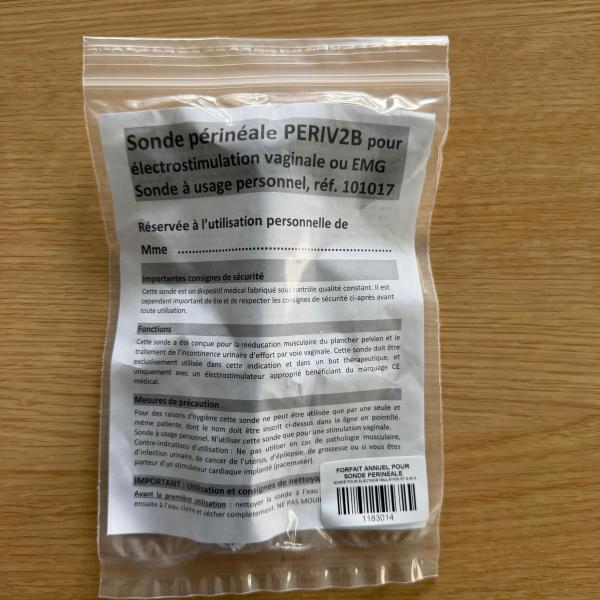 Sonde périnéale PERIV2B pour
électrostimulation vaginale ou EMG
Sonde à usage personnel, réf. 101017
Réservée à l'utilisation personnelle de
Mme ................................................................
Importantes consignes de sécurité
Cette sonde est un dispositif médical fabriqué sous contrôle qualité constant. Il est
cependant important de lire et de respecter les consignes de sécurité ci-après avant
toute utilisation.
Fonctions
Cette sonde a été conçue pour la rééducation musculaire du plancher pelvien et le
traitement de l'incontinence urinaire d'effort par voie vaginale. Cette sonde doit être
exclusivement utilisée dans cette indication et dans un but thérapeutique, et
uniquement avec un électrostimulateur approprié bénéficiant du marquage CE
médical.
Mesures de précaution
Pour des raisons d'hygiène cette sonde ne peut être utilisée que par une seule et
même patiente, dont le nom doit être inscrit ci-dessus dans la ligne en pointillé.
Sonde à usage personnel. N'utiliser cette sonde que pour une stimulation vaginale.
Contre-indications d'utilisation : Ne pas utiliser en cas de pathologie musculaire,
d'infection urinaire, de cancer de l'utérus, d'épilepsie, de grossesse ou si vous êtes
porteur d'un stimulateur cardiaque implanté (pacemaker).
IMPORTANT : Utilisation et consignes de nettoya
Avant la première utilisation : nettoyer la sonde à l'eau
ensuite à l'eau claire et sécher complètement. NE PAS MOUI
FORFAIT ANNUEL POUR
SONDE PERINEALE
SONDE POUR ELECTROSTIMULATION ET E.M.G
1183014